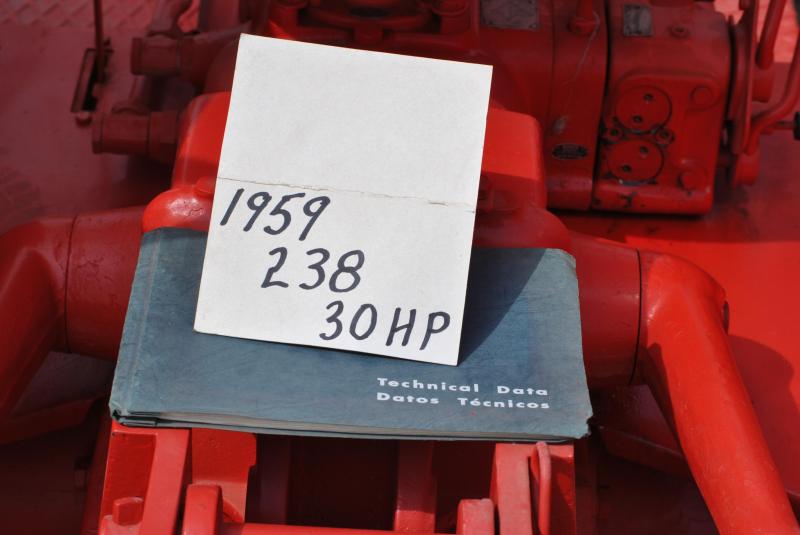 1959
238
30HP
Technical Data
Datos Técnicos